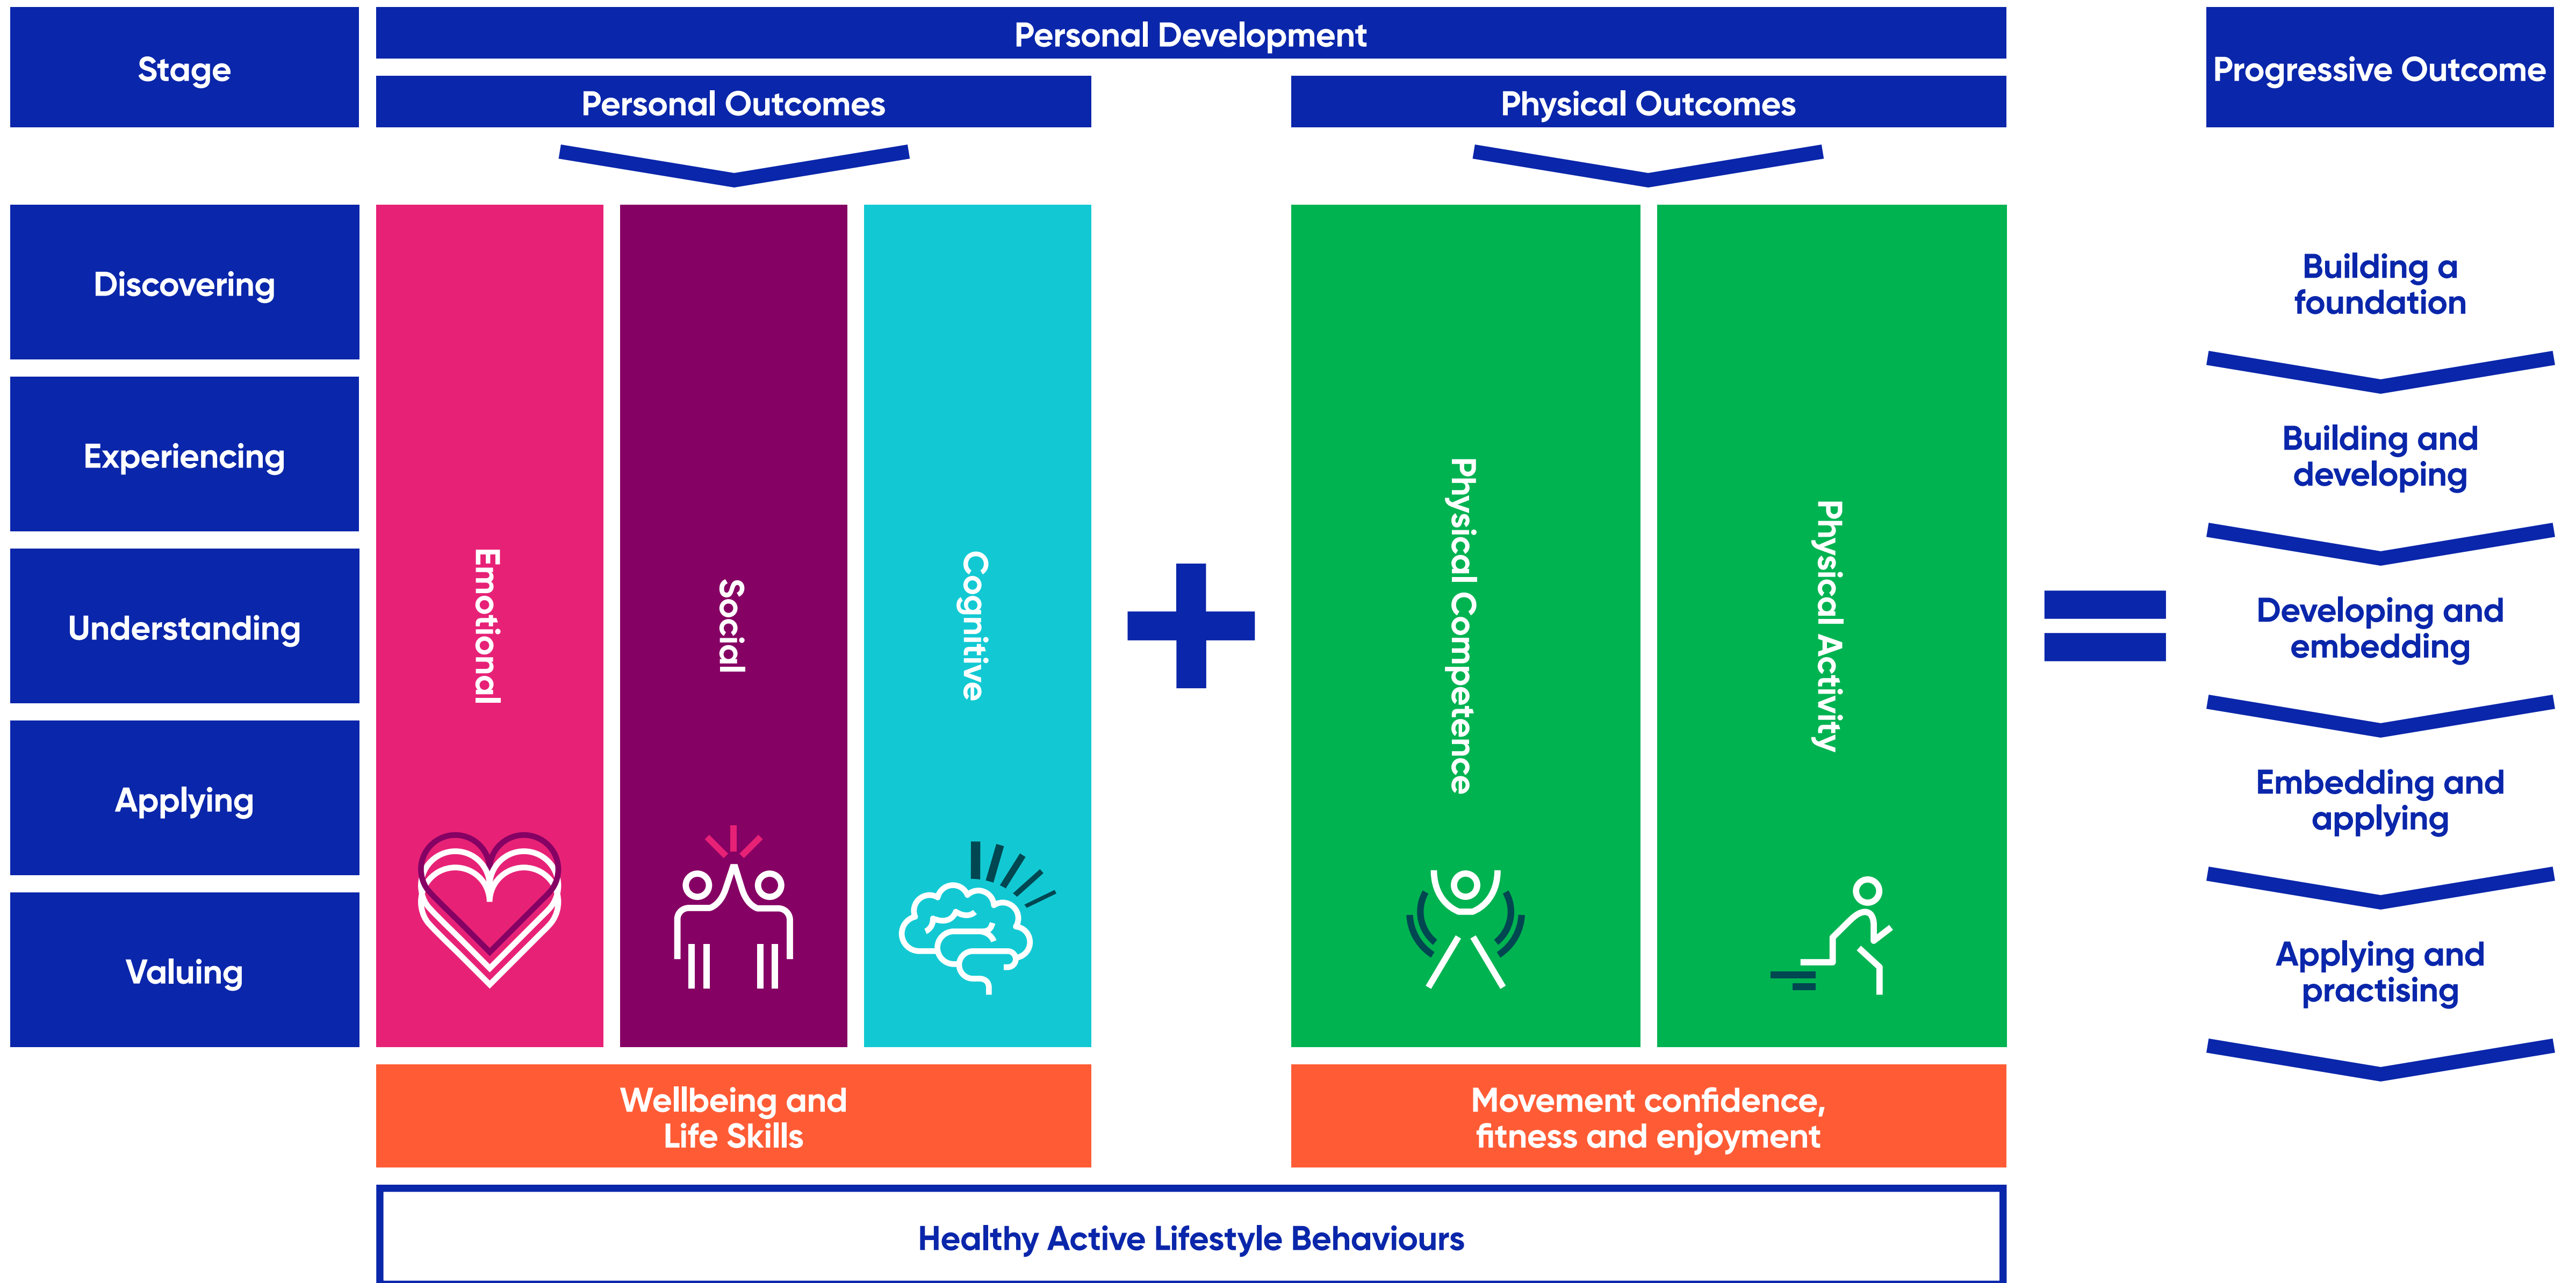 Stage
Personal Development
Personal Outcomes
Physical Outcomes
Progressive Outcome
Discovering
Experiencing
Understanding
Applying
Valuing
Emotional
Social
Cognitive
Physical Competence
Physical Activity
Building a
foundation
Building and
developing
Developing and
embedding
Embedding and
applying
Applying and
practising
Wellbeing and
Life Skills
Movement confidence,
fitness and enjoyment
Healthy Active Lifestyle Behaviours